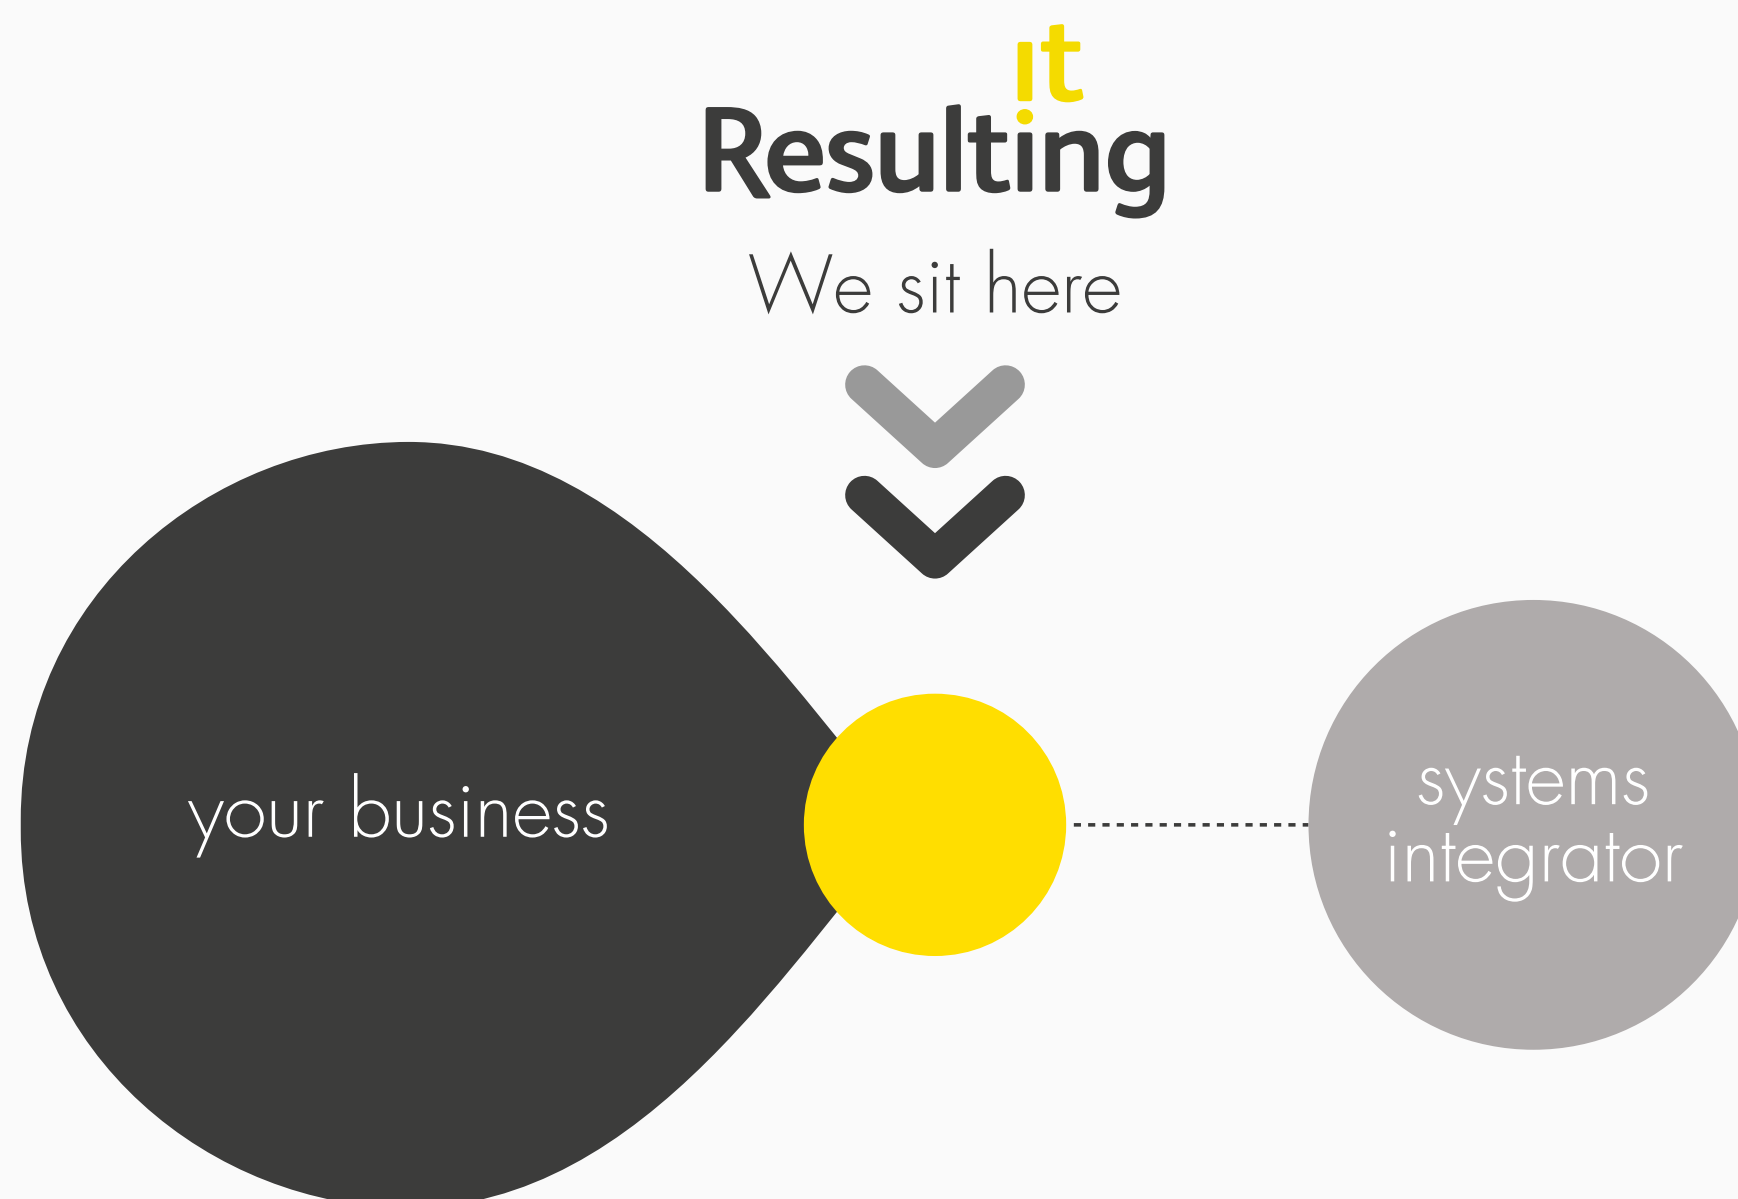 it
Resulting
We sit here
your business
systems
integrator